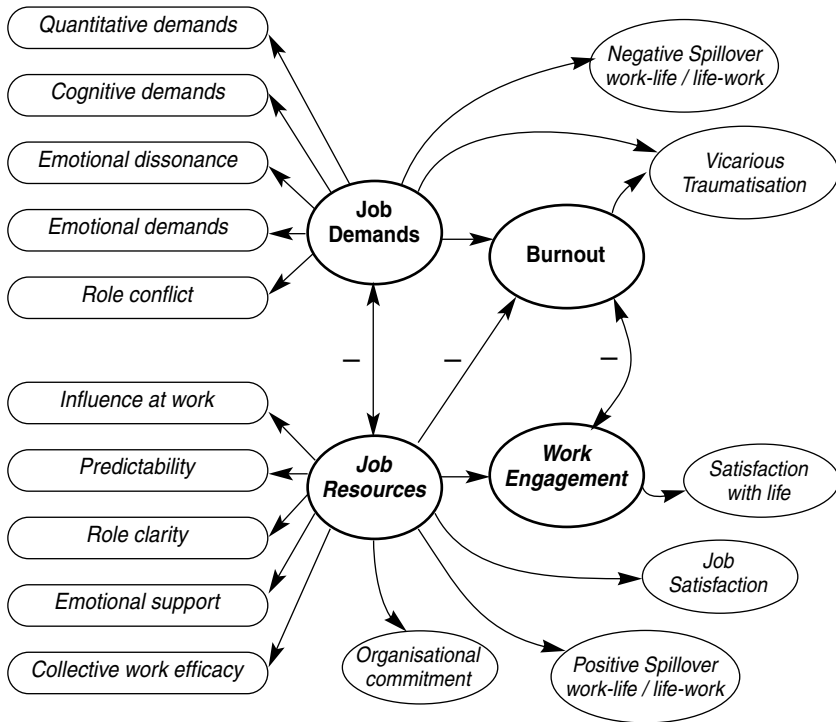 Quantitative demands
Cognitive demands
Emotional dissonance
Emotional demands
Role conflict
Influence at work
Predictability
Role clarity
Emotional support
Collective work efficacy
Job
Demands
–
Job
Resources
Organisational
commitment
Negative Spillover
work-life / life-work
Vicarious
Traumatisation
Burnout
–
–
Work
Engagement
Satisfaction
with life
Job
Satisfaction
Positive Spillover
work-life / life-work